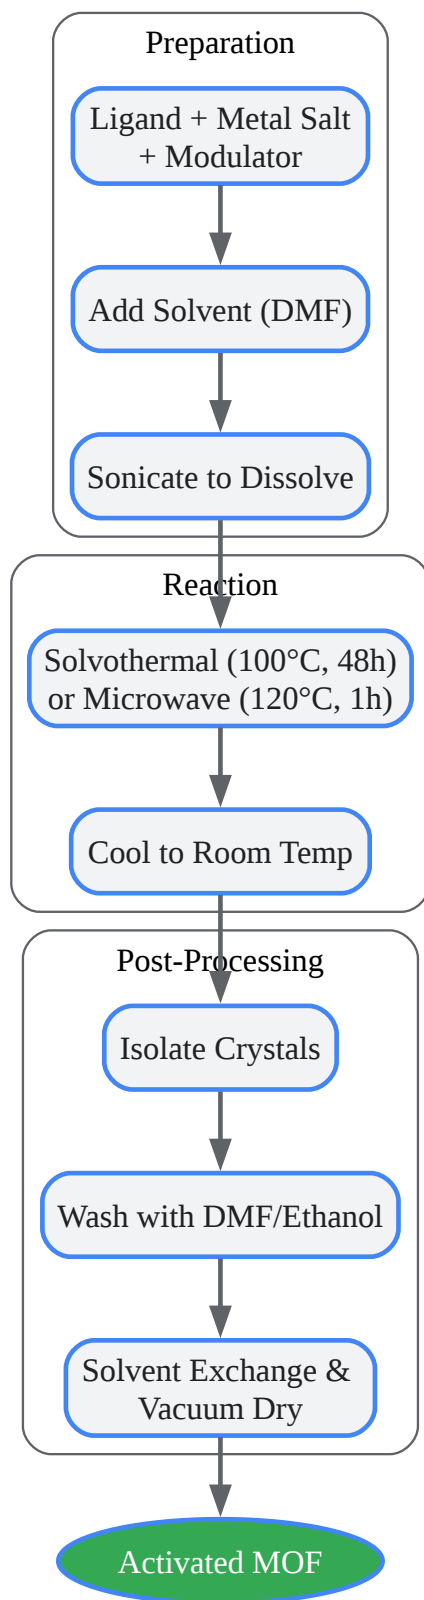 Preparation
Ligand + Metal Salt
+ Modulator
Add Solvent (DMF)
Sonicate to Dissolve
Reaction
Solvothermal (100°C, 48h)
or Microwave (120°C, 1h)
Cool to Room Temp
Post-Processing
Isolate Crystals
Wash with DMF/Ethanol
Solvent Exchange &
Vacuum Dry
Activated MOF